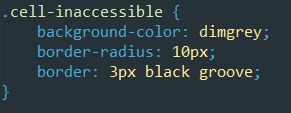 .cell-inaccessible {
    background-color: dimgrey;
    border-radius: 10px;
    border: 3px black groove;
}